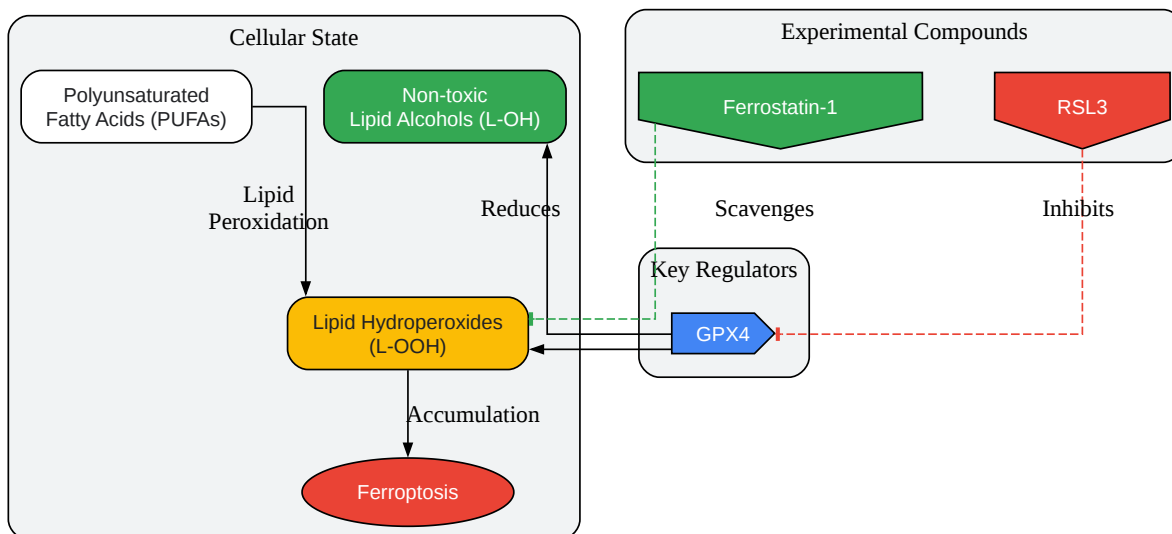 Cellular State
Polyunsaturated
Fatty Acids (PUFAs)
Non-toxic
Lipid Alcohols (L-OH)
Lipid
Peroxidation
Reduces
Lipid Hydroperoxides
(L-OOH)
Accumulation
Ferroptosis
Experimental Compounds
Ferrostatin-1
RSL3
Scavenges
Inhibits
Key Regulators
GPX4